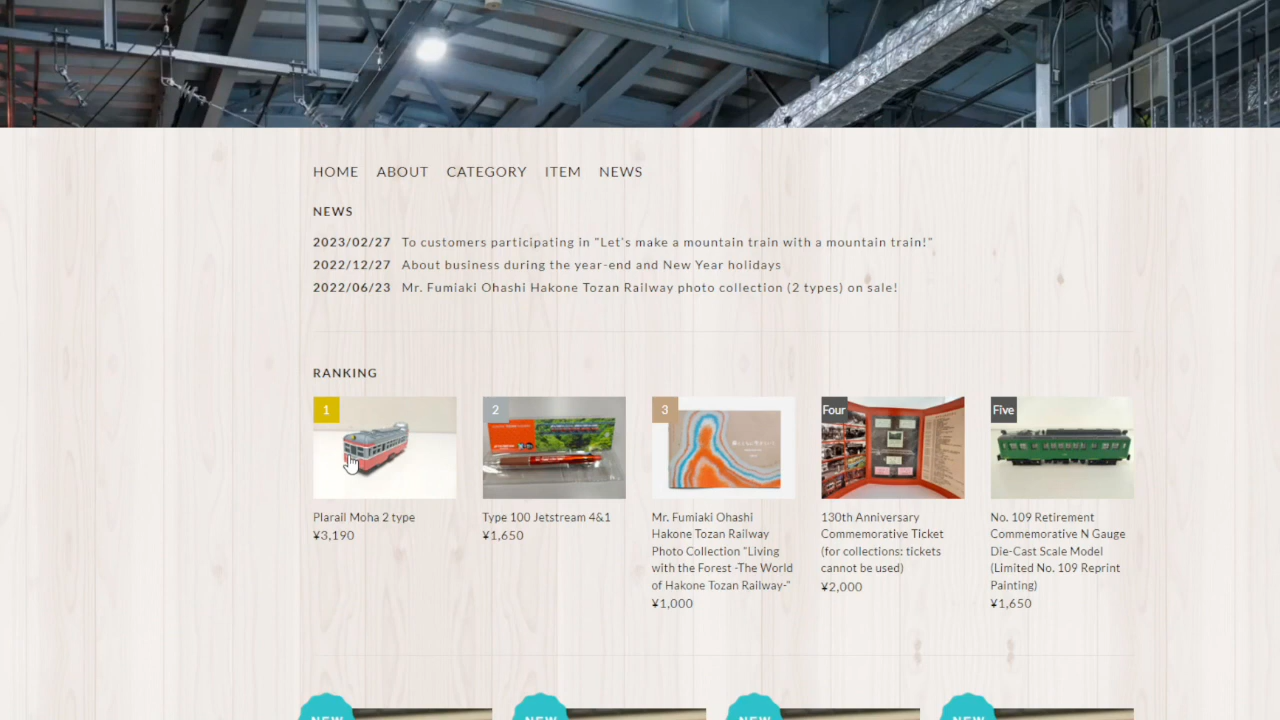 HOME ABOUT CATEGORY ITEM NEWS
NEWS
2023/02/27 To customers participating in "Let's make a mountain train with a mountain train!"
2022/12/27 About business during the year-end and New Year holidays
2022/06/23 Mr. Fumiaki Ohashi Hakone Tozan Railway photo collection (2 types) on sale!
RANKING
1
Plarail Moha 2 type
¥3,190
2
Type 100 Jetstream 4&1
¥1,650
3
Mr. Fumiaki Ohashi
Hakone Tozan Railway
Photo Collection "Living
with the Forest -The World
of Hakone Tozan Railway-"
¥1,000
Four
130th Anniversary
Commemorative Ticket
(for collections: tickets
cannot be used)
¥2,000
Five
No. 109 Retirement
Commemorative N Gauge
Die-Cast Scale Model
(Limited No. 109 Reprint
Painting)
¥1,650
NEW
NEW
NEW
NEW